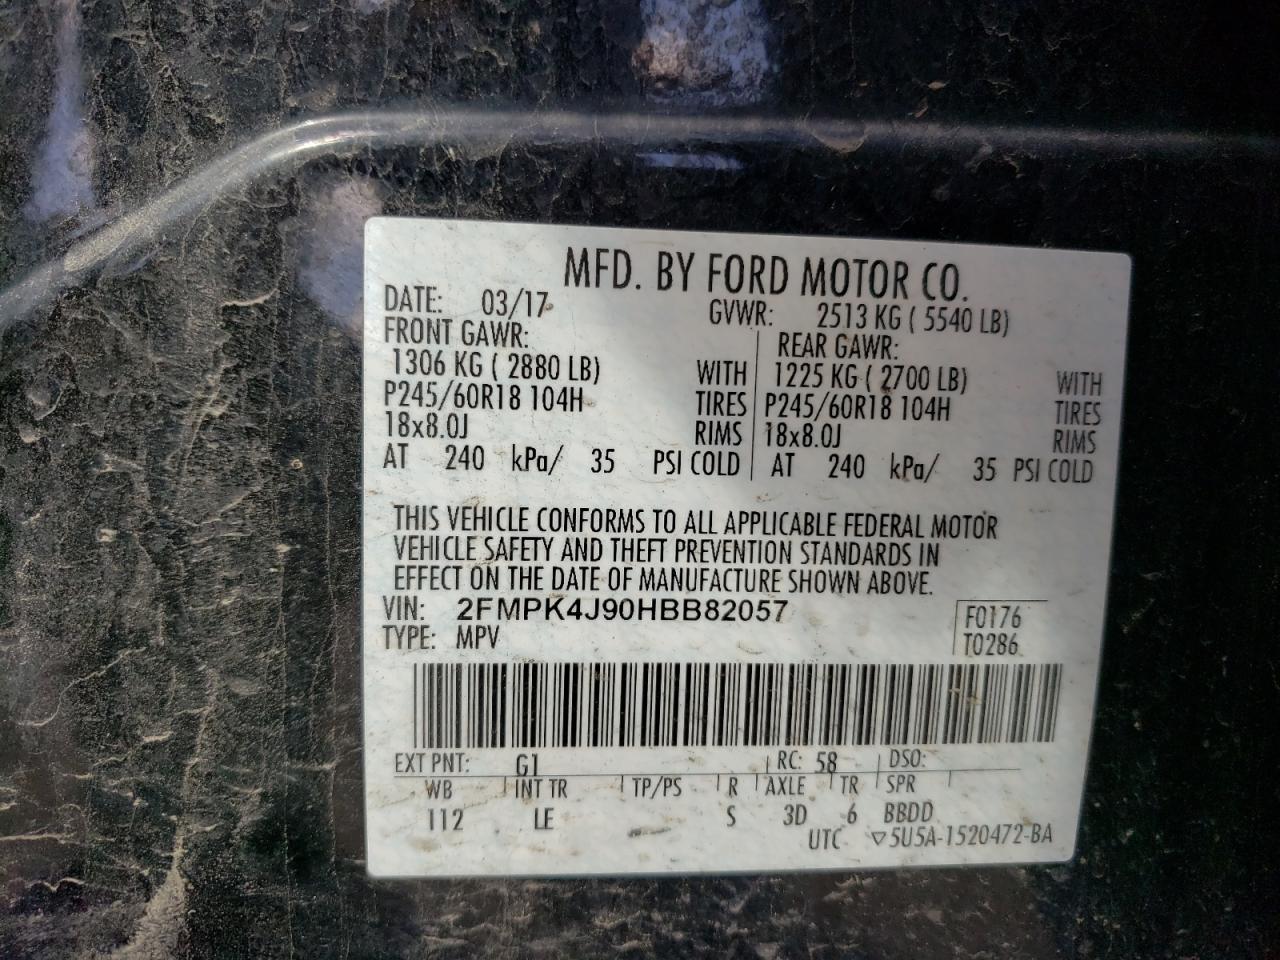 MFD. BY FORD MOTOR CO.
DATE: 03/17 GVWR: 2513 KG ( 5540 LB)
FRONT GAWR: REAR GAWR:
1306 KG ( 2880 LB) WITH 1225 KG ( 2700 LB) WITH
P245/60R18 104H TIRES P245/60R18 104H TIRES
18x8.0J RIMS 18x8.0J RIMS
AT 240 kPa/ 35 PSI COLD AT 240 kPa/ 35 PSI COLD
THIS VEHICLE CONFORMS TO ALL APPLICABLE FEDERAL MOTOR
VEHICLE SAFETY AND THEFT PREVENTION STANDARDS IN
EFFECT ON THE DATE OF MANUFACTURE SHOWN ABOVE.
VIN: 2FMPK4J90HBB82057 F0176
TYPE: MPV T0286
EXT PNT: G1 RC: 58 DSO:
WB INT TR TP/PS R AXLE TR SPR
112 LE S 3D 6 BBDD
UTC ▽5U5A-1520472-BA